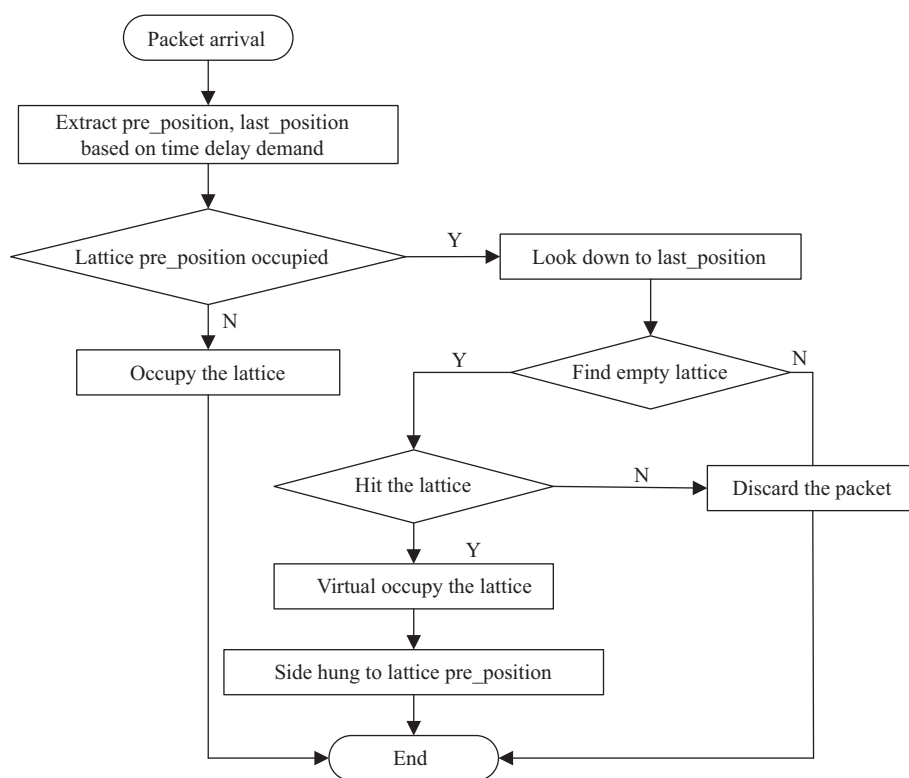 Packet arrival
Extract pre_position, last_position
based on time delay demand
Lattice pre_position occupied
Y
Look down to last_position
N
Occupy the lattice
Y
Find empty lattice
N
Hit the lattice
N
Discard the packet
Y
Virtual occupy the lattice
Side hung to lattice pre_position
End